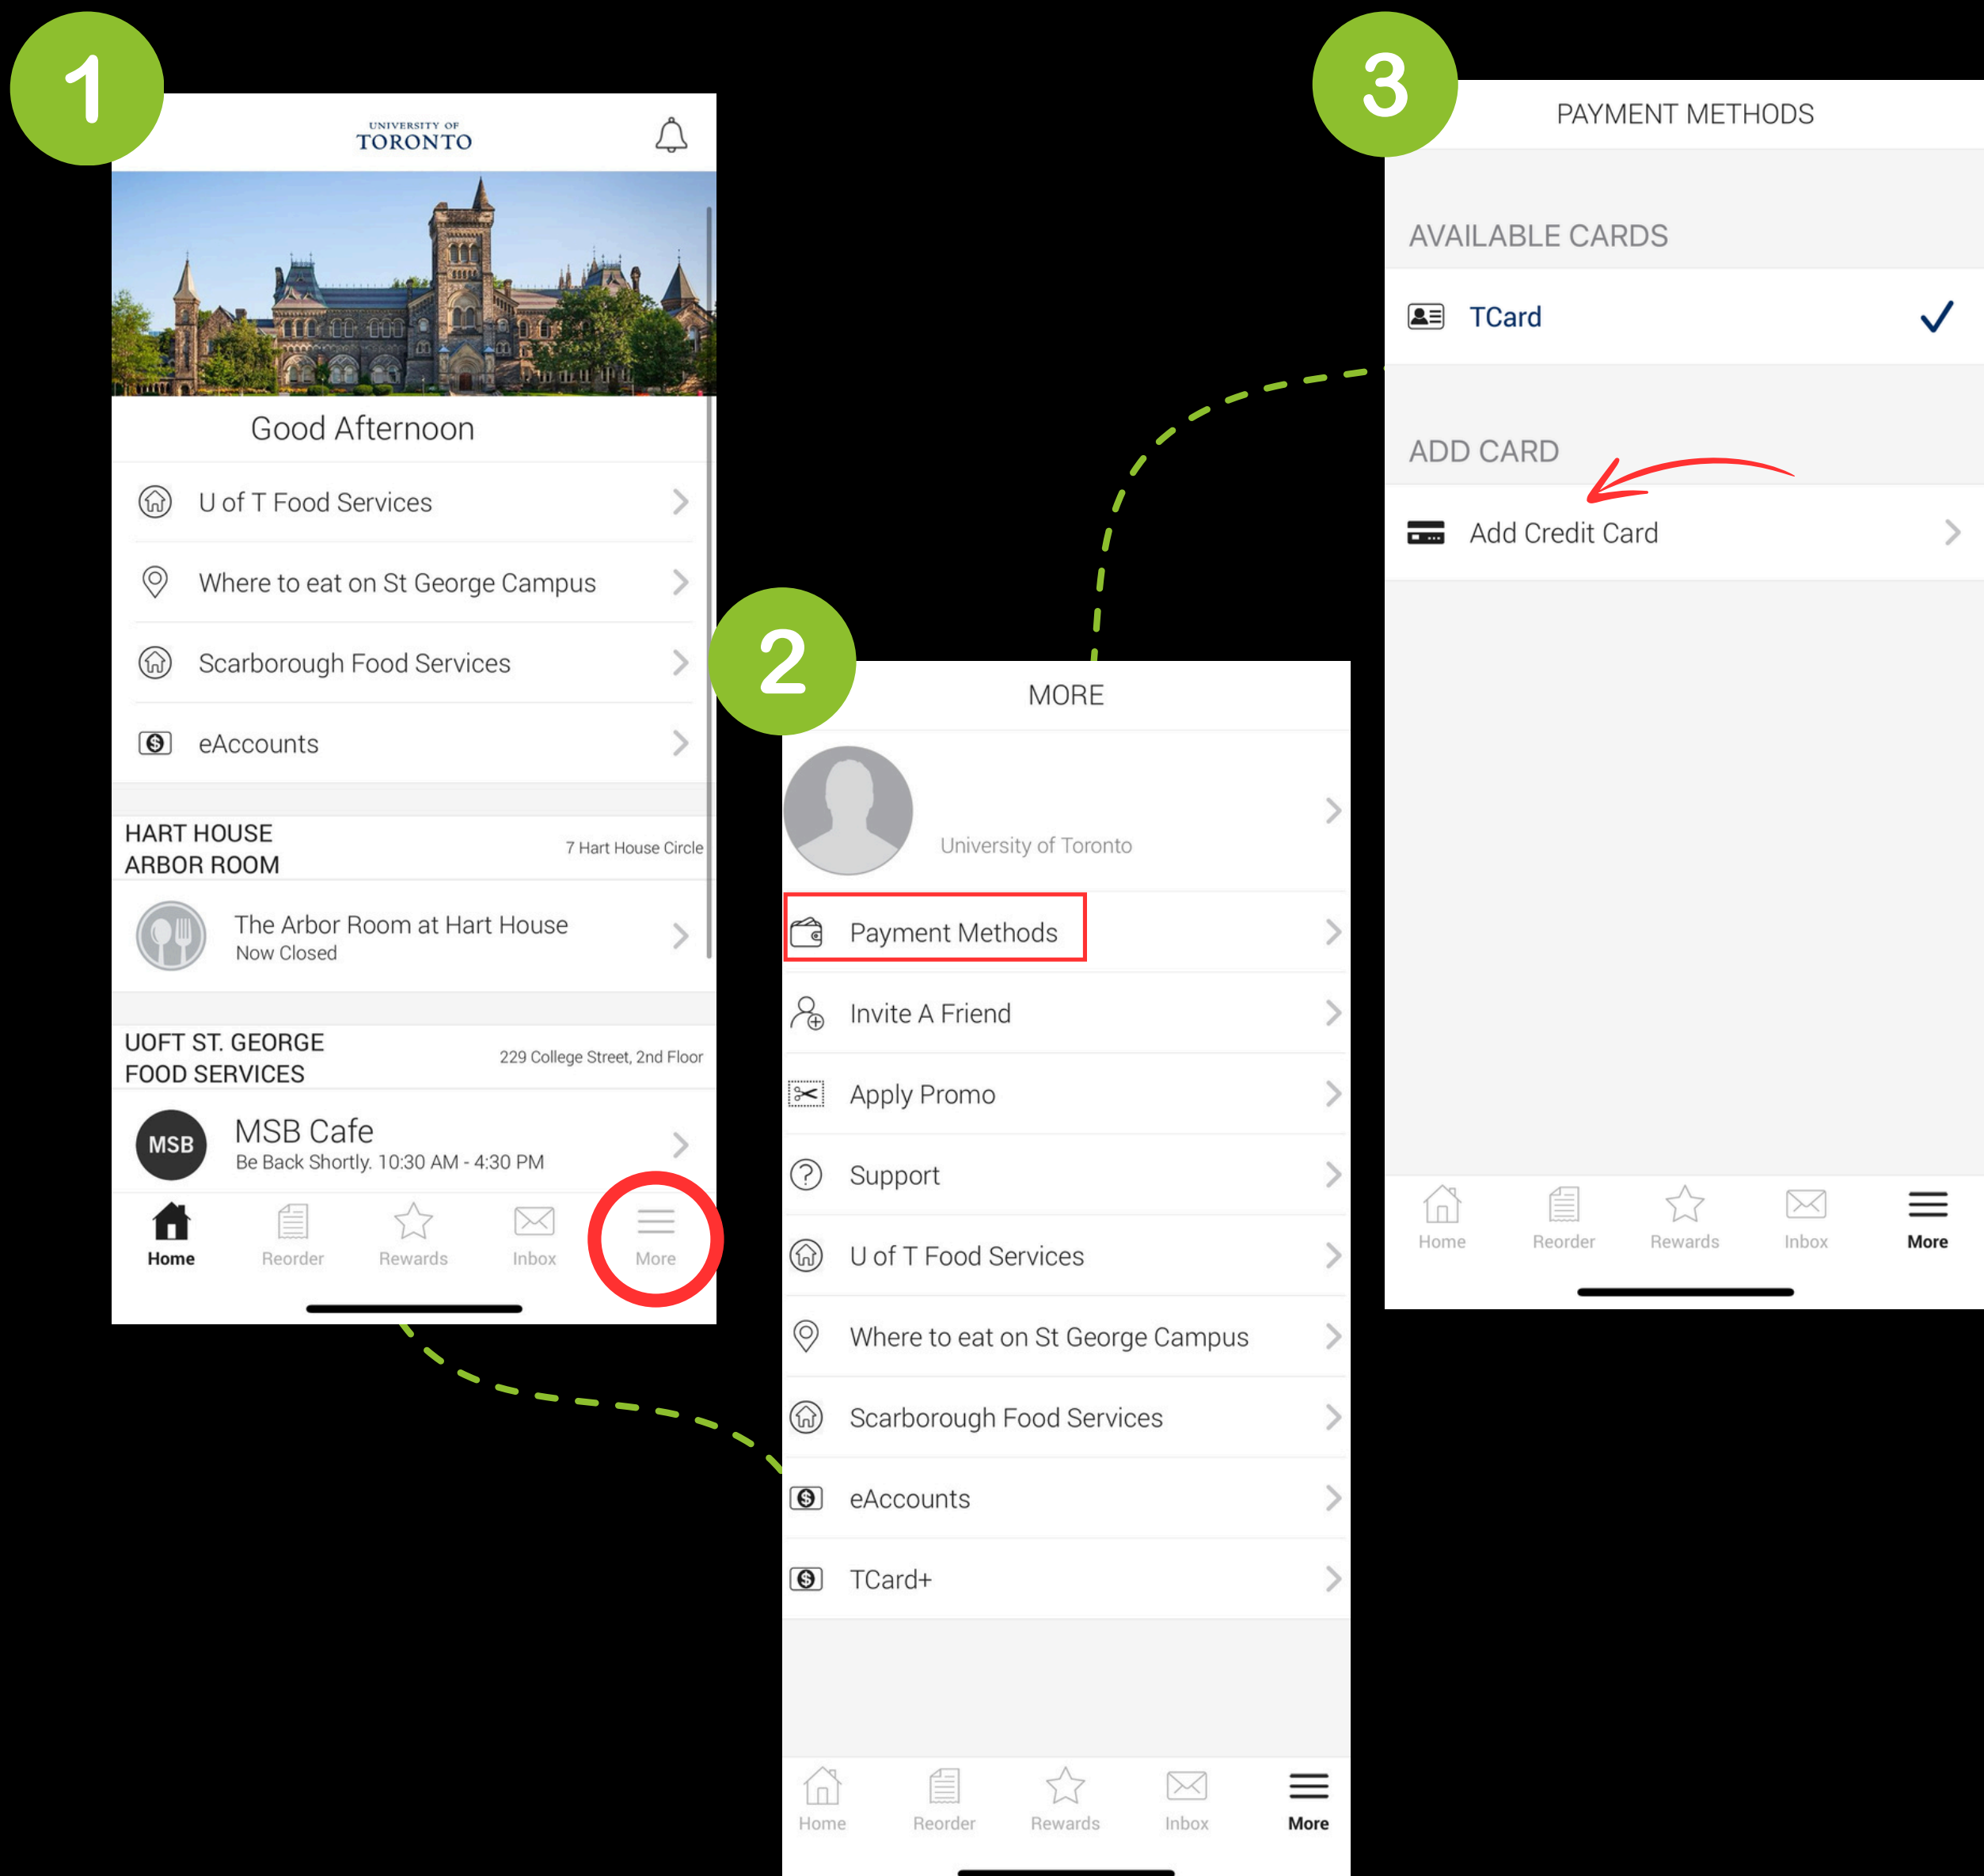 1
UNIVERSITY OF
TORONTO
Good Afternoon
U of T Food Services
Where to eat on St George Campus
Scarborough Food Services
eAccounts
HART HOUSE
ARBOR ROOM
7 Hart House Circle
The Arbor Room at Hart House
Now Closed
UOFT ST. GEORGE
FOOD SERVICES
229 College Street, 2nd Floor
MSB
MSB Cafe
Be Back Shortly. 10:30 AM - 4:30 PM
Home Reorder Rewards Inbox More
2
MORE
University of Toronto
Payment Methods
Invite A Friend
Apply Promo
Support
U of T Food Services
Where to eat on St George Campus
Scarborough Food Services
eAccounts
TCard+
Home Reorder Rewards Inbox More
3
PAYMENT METHODS
AVAILABLE CARDS
TCard
ADD CARD
Add Credit Card
Home Reorder Rewards Inbox More